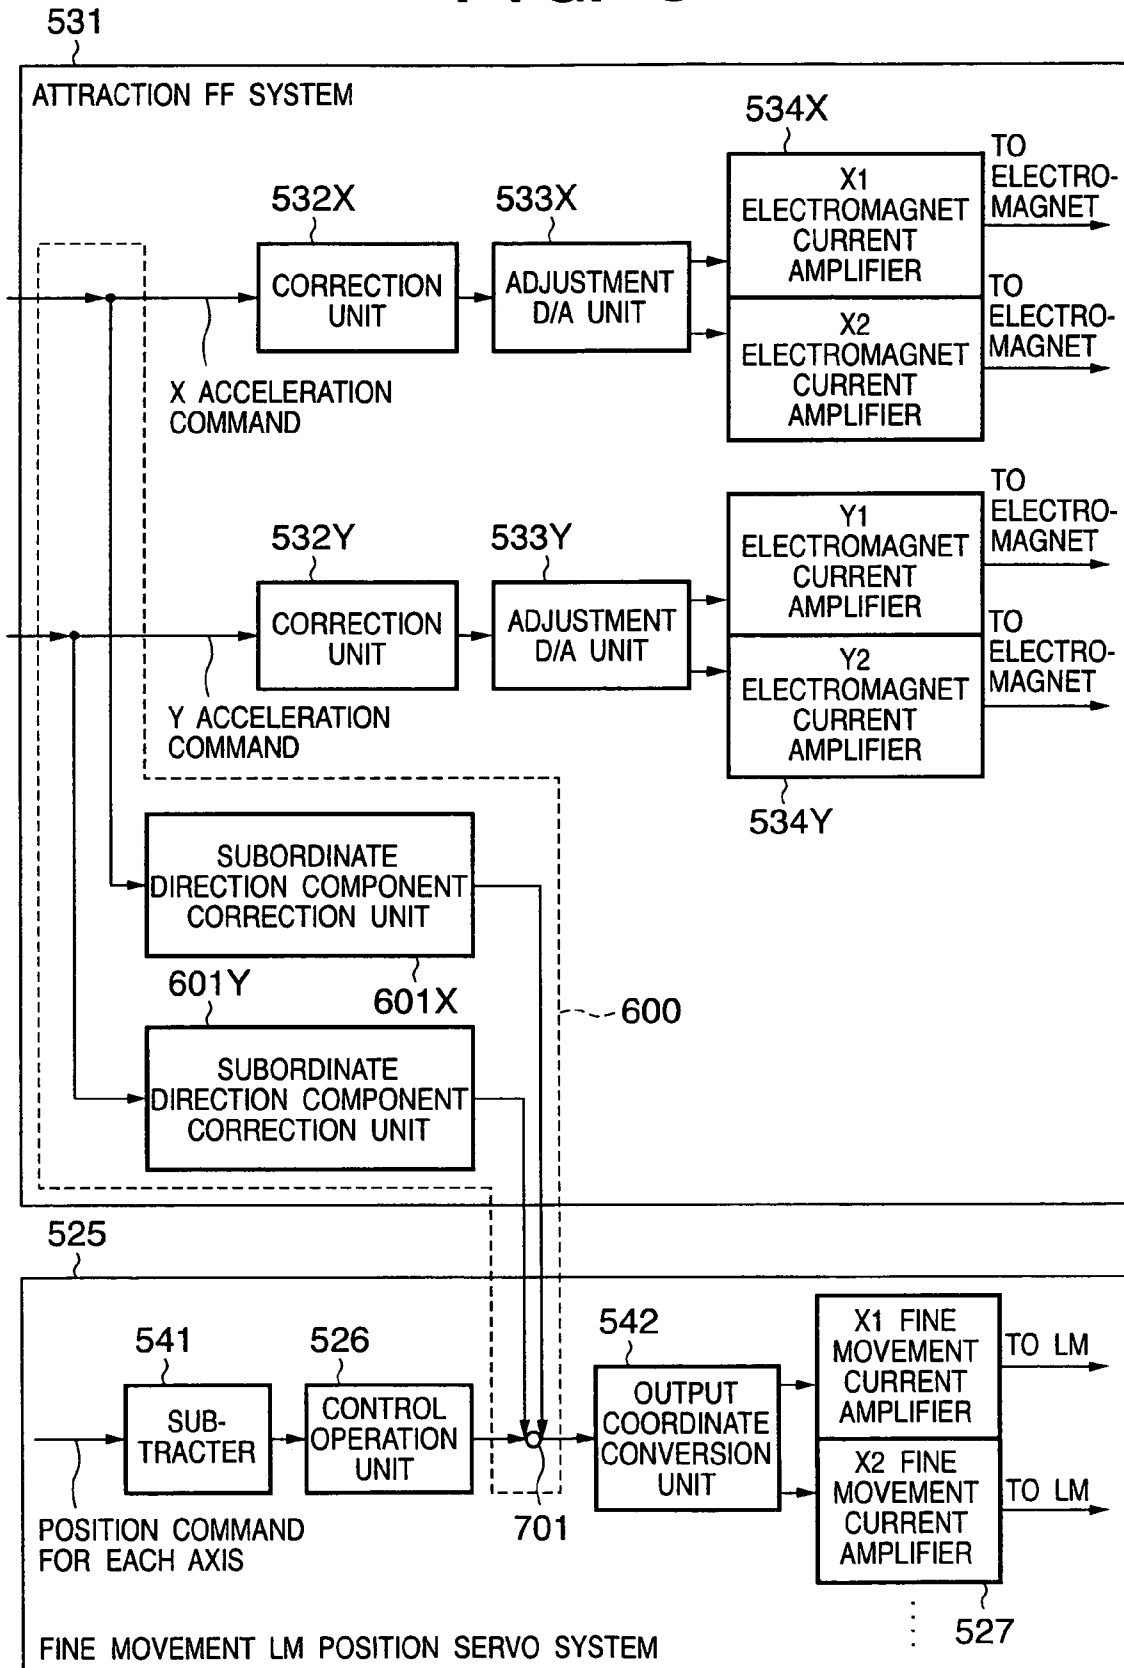 531
ATTRACTION FF SYSTEM
534X
TO
ELECTRO-
MAGNET
X1
ELECTROMAGNET
CURRENT
AMPLIFIER
532X
533X
CORRECTION
UNIT
ADJUSTMENT
D/A UNIT
TO
ELECTRO-
MAGNET
X2
ELECTROMAGNET
CURRENT
AMPLIFIER
X ACCELERATION
COMMAND
TO
ELECTRO-
MAGNET
Y1
ELECTROMAGNET
CURRENT
AMPLIFIER
532Y
533Y
CORRECTION
UNIT
ADJUSTMENT
D/A UNIT
TO
ELECTRO-
MAGNET
Y2
ELECTROMAGNET
CURRENT
AMPLIFIER
Y ACCELERATION
COMMAND
534Y
SUBORDINATE
DIRECTION COMPONENT
CORRECTION UNIT
601Y
601X
600
SUBORDINATE
DIRECTION COMPONENT
CORRECTION UNIT
525
541
526
542
X1 FINE
MOVEMENT
CURRENT
AMPLIFIER
TO LM
SUB-
TRACTER
CONTROL
OPERATION
UNIT
OUTPUT
COORDINATE
CONVERSION
UNIT
X2 FINE
MOVEMENT
CURRENT
AMPLIFIER
TO LM
POSITION COMMAND
FOR EACH AXIS
701
527
FINE MOVEMENT LM POSITION SERVO SYSTEM